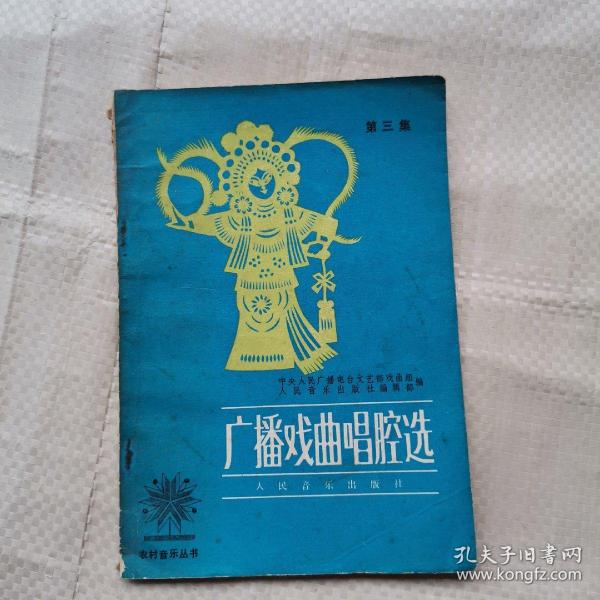 第三集
中央人民广播电台文艺部戏曲组
人民音乐出版社编辑部
编
广播戏曲唱腔选
人民音乐出版社
农村音乐丛书
孔夫子旧书网
www.kongfz.com